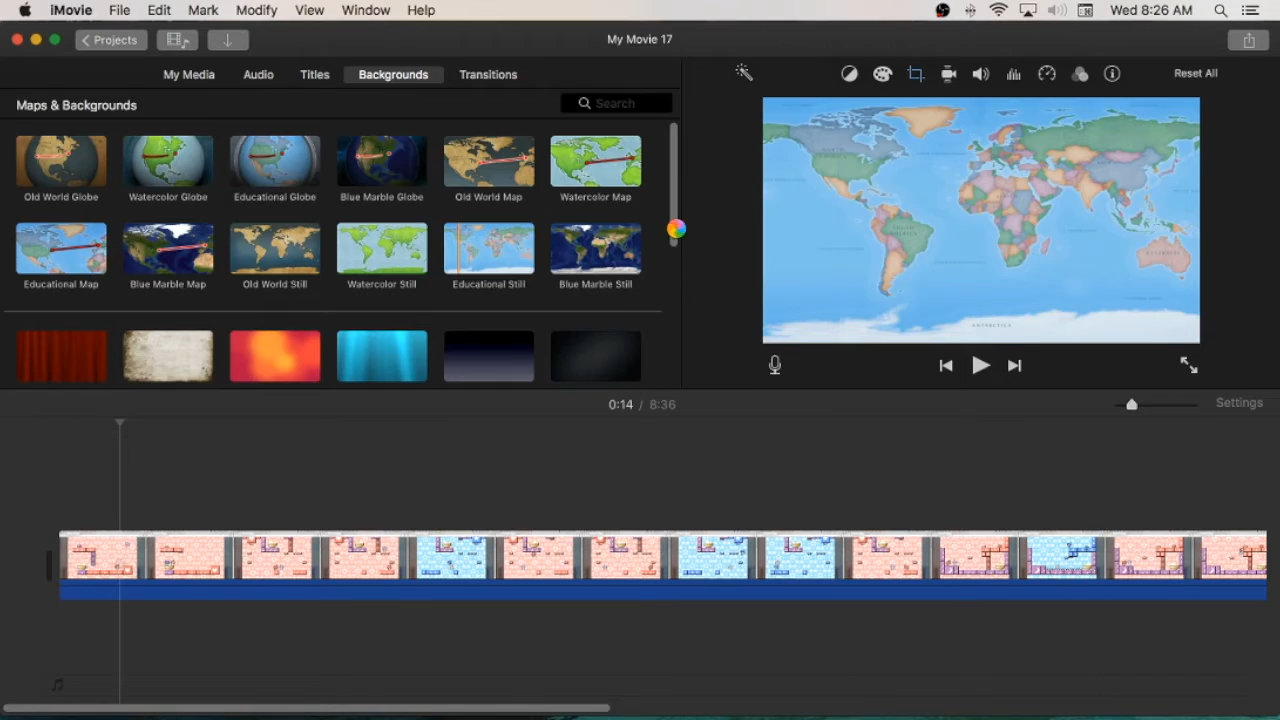 iMovie File Edit Mark Modify View Window Help Wed 8:26 AM
Projects My Movie 17
My Media Audio Titles Backgrounds Transitions Reset All
Maps & Backgrounds Search
Old World Globe Watercolor Globe Educational Globe Blue Marble Globe Old World Map Watercolor Map
Educational Map Blue Marble Map Old World Still Watercolor Still Educational Still Blue Marble Still
AUSTRALIA
ANTARCTICA
0:14 / 8:36 Settings